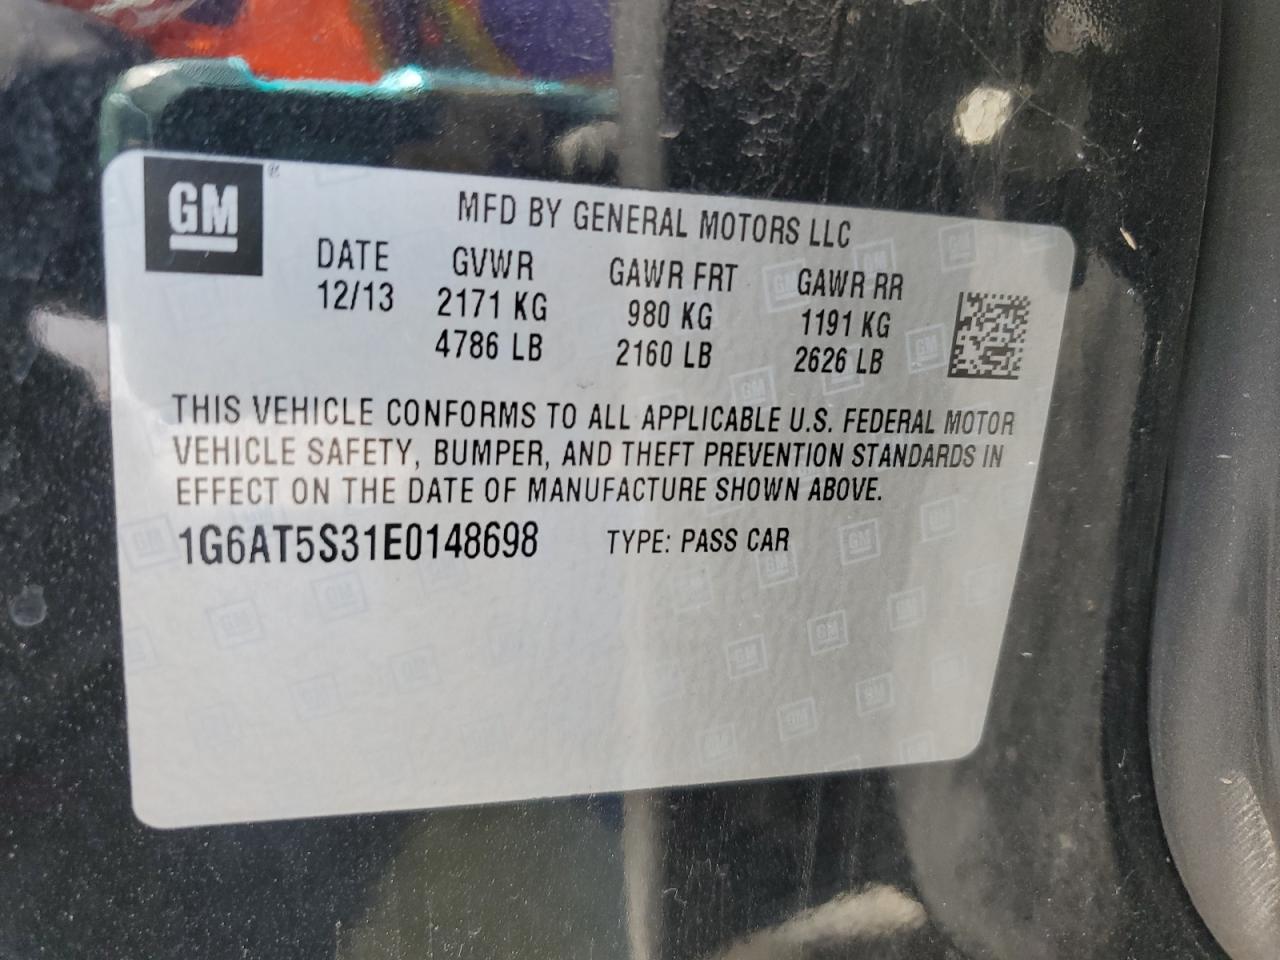 GM®
MFD BY GENERAL MOTORS LLC
DATE GVWR GAWR FRT GAWR RR
12/13 2171 KG 980 KG 1191 KG
4786 LB 2160 LB 2626 LB
THIS VEHICLE CONFORMS TO ALL APPLICABLE U.S. FEDERAL MOTOR
VEHICLE SAFETY, BUMPER, AND THEFT PREVENTION STANDARDS IN
EFFECT ON THE DATE OF MANUFACTURE SHOWN ABOVE.
1G6AT5S31E0148698 TYPE: PASS CAR